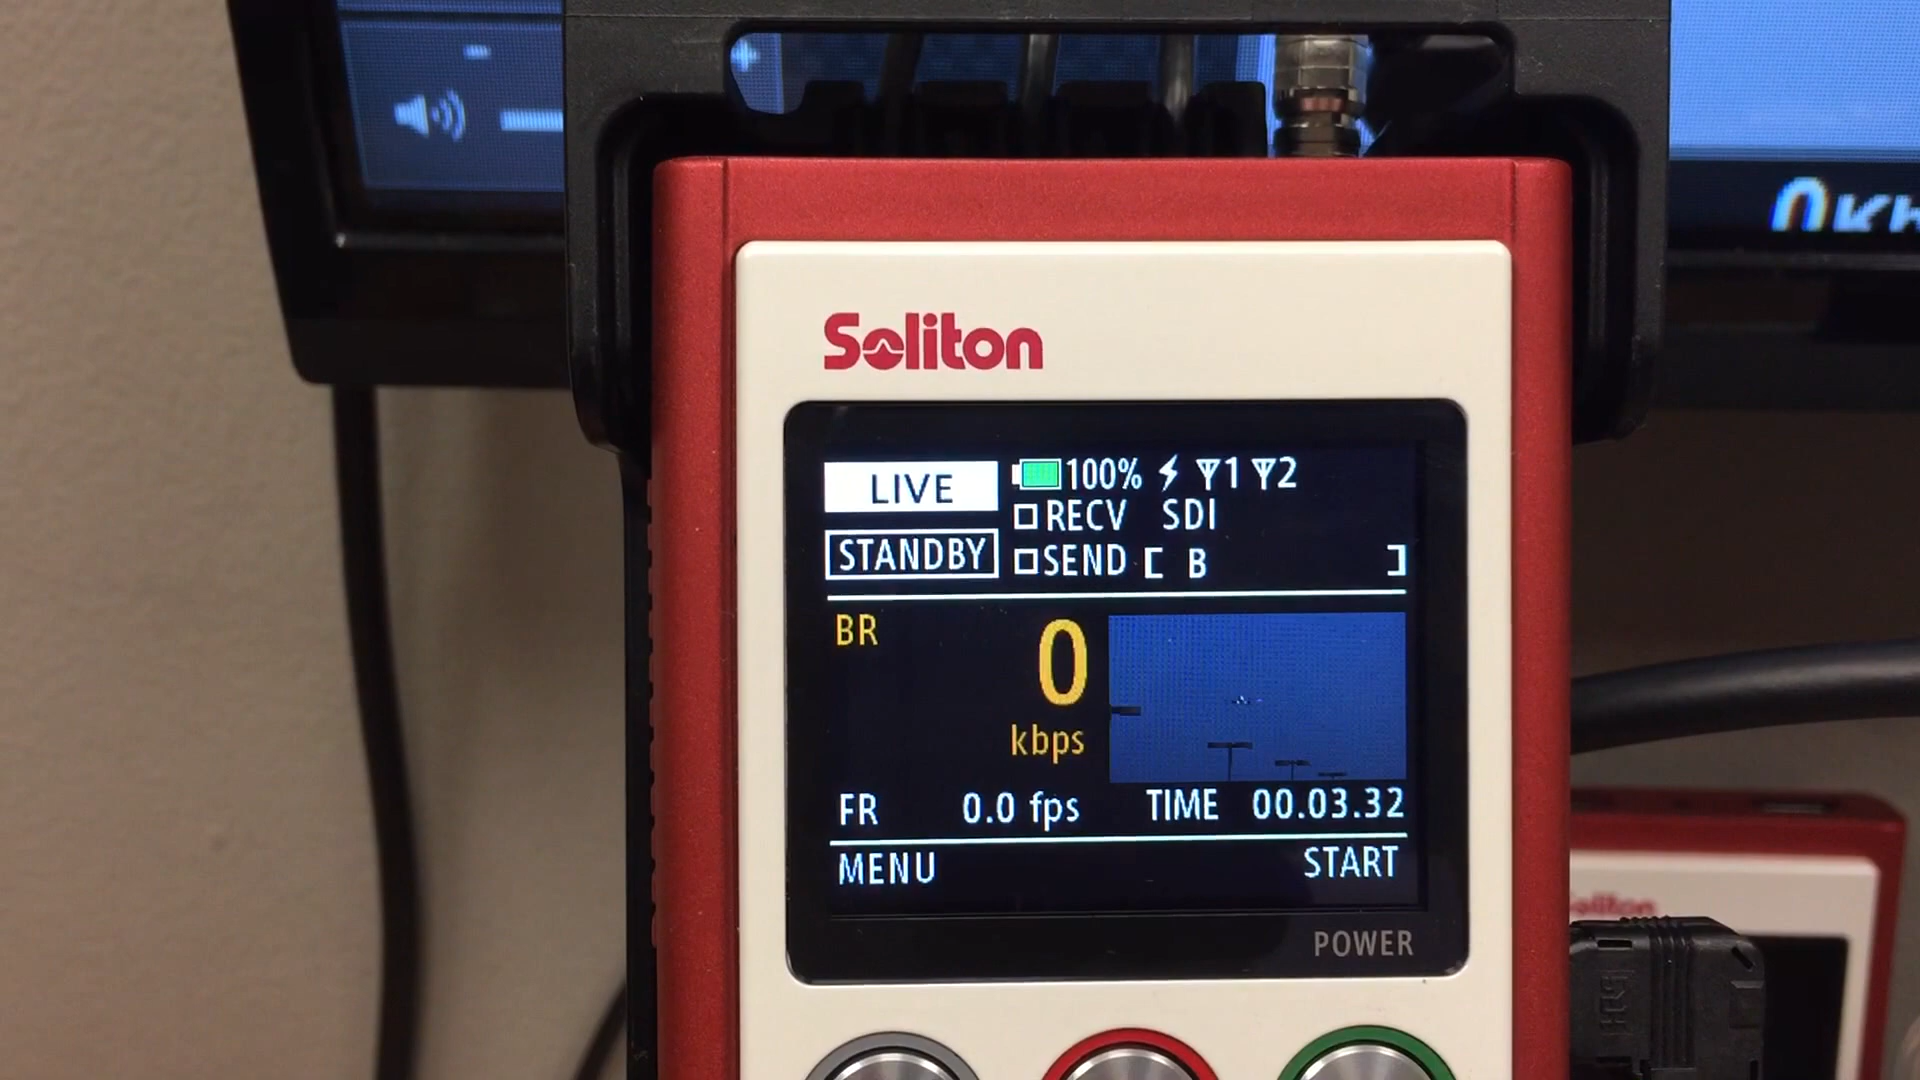 Soliton
LIVE 100% 1 2
RECV SDI
STANDBY SEND [ B ]
BR 0
kbps
FR 0.0 fps TIME 00.03.32
MENU START
POWER
Soliton